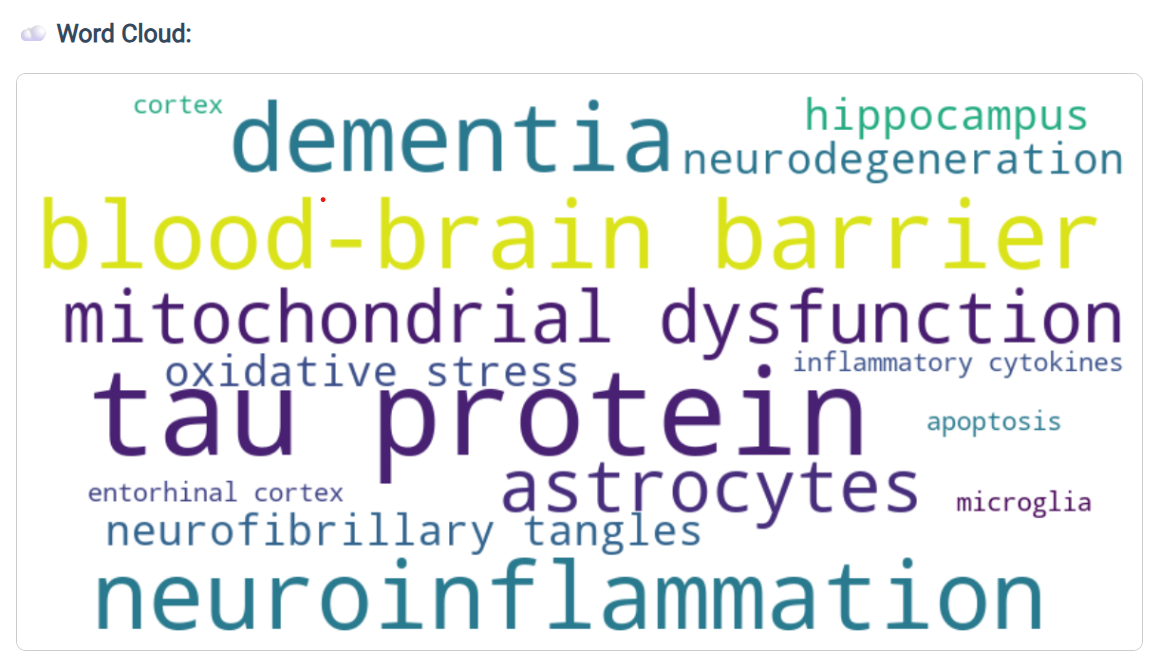 Word Cloud:
cortex
dementia
hippocampus
neurodegeneration
blood-brain barrier
mitochondrial dysfunction
oxidative stress
inflammatory cytokines
tau protein
apoptosis
astrocytes
entorhinal cortex
microglia
neurofibrillary tangles
neuroinflammation